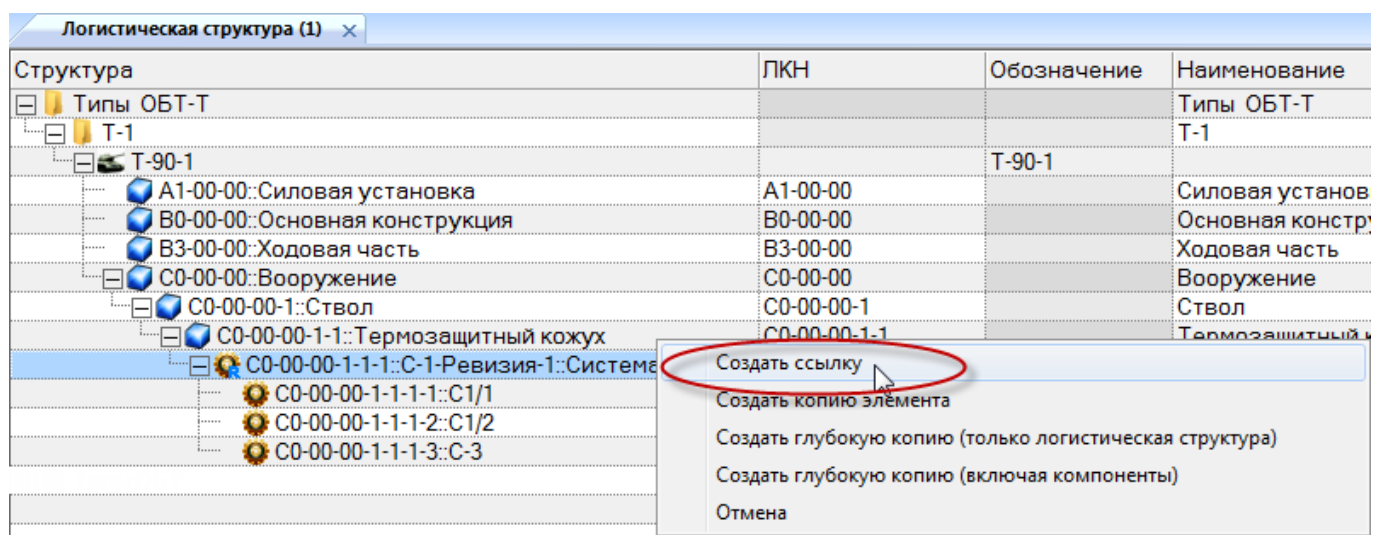 Логистическая структура (1)
Структура ЛКН Обозначение Наименование
Типы ОБТ-Т Типы ОБТ-Т
Т-1 Т-1
Т-90-1 Т-90-1
А1-00-00::Силовая установка А1-00-00 Силовая установ
В0-00-00::Основная конструкция В0-00-00 Основная констру
В3-00-00::Ходовая часть В3-00-00 Ходовая часть
С0-00-00::Вооружение С0-00-00 Вооружение
С0-00-00-1::Ствол С0-00-00-1 Ствол
С0-00-00-1-1::Термозащитный кожух С0-00-00-1-1 Термозащитный к
С0-00-00-1-1-1::С-1-Ревизия-1::Система
С0-00-00-1-1-1-1::С1/1
С0-00-00-1-1-1-2::С1/2
С0-00-00-1-1-1-3::С-3
Создать ссылку
Создать копию элемента
Создать глубокую копию (только логистическая структура)
Создать глубокую копию (включая компоненты)
Отмена